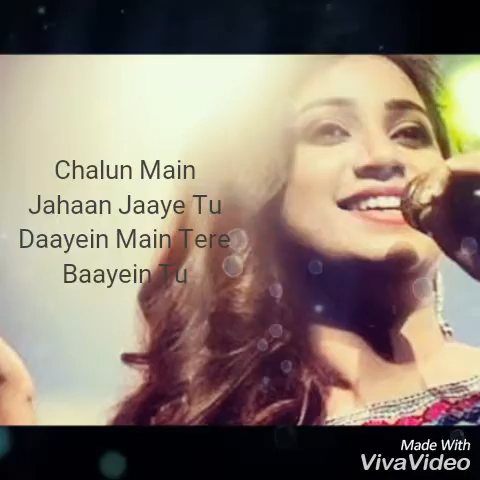 Chalun Main
Jahaan Jaaye Tu
Daayein Main Tere
Baayein Tu
Made With
VivaVideo